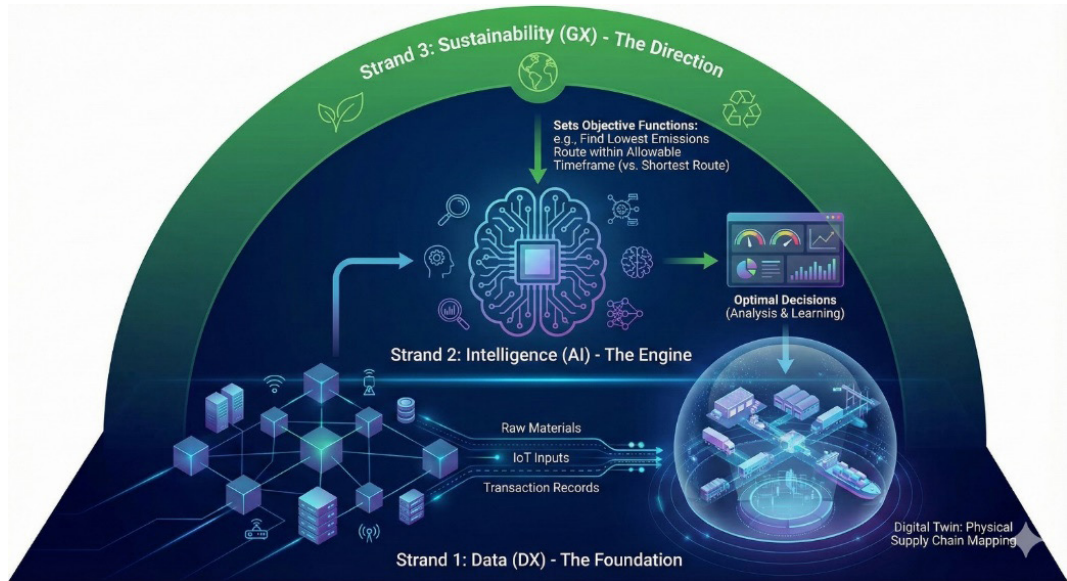 Strand 3: Sustainability (GX) - The Direction
Sets Objective Functions:
e.g., Find Lowest Emissions
Route within Allowable
Timeframe (vs. Shortest Route)
Optimal Decisions
(Analysis & Learning)
Strand 2: Intelligence (AI) - The Engine
Raw Materials
IoT Inputs
Transaction Records
Digital Twin: Physical
Supply Chain Mapping
Strand 1: Data (DX) - The Foundation